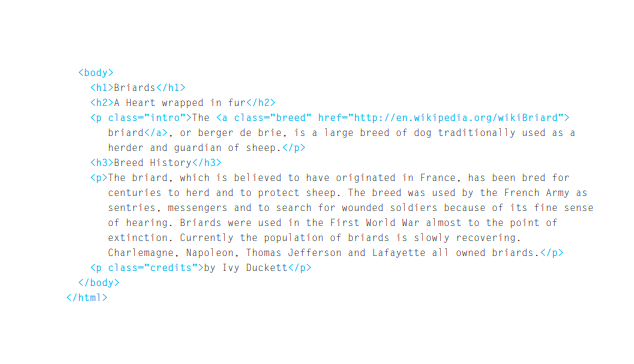 <body>
<h1>Briards</h1>
<h2>A Heart wrapped in fur</h2>
<p class="intro">The <a class="breed" href="http://en.wikipedia.org/wikiBriard">
briard</a>, or berger de brie, is a large breed of dog traditionally used as a
herder and guardian of sheep.</p>
<h3>Breed History</h3>
<p>The briard, which is believed to have originated in France, has been bred for
centuries to herd and to protect sheep. The breed was used by the French Army as
sentries, messengers and to search for wounded soldiers because of its fine sense
of hearing. Briards were used in the First World War almost to the point of
extinction. Currently the population of briards is slowly recovering.
Charlemagne, Napoleon, Thomas Jefferson and Lafayette all owned briards.</p>
<p class="credits">by Ivy Duckett</p>
</body>
</html>